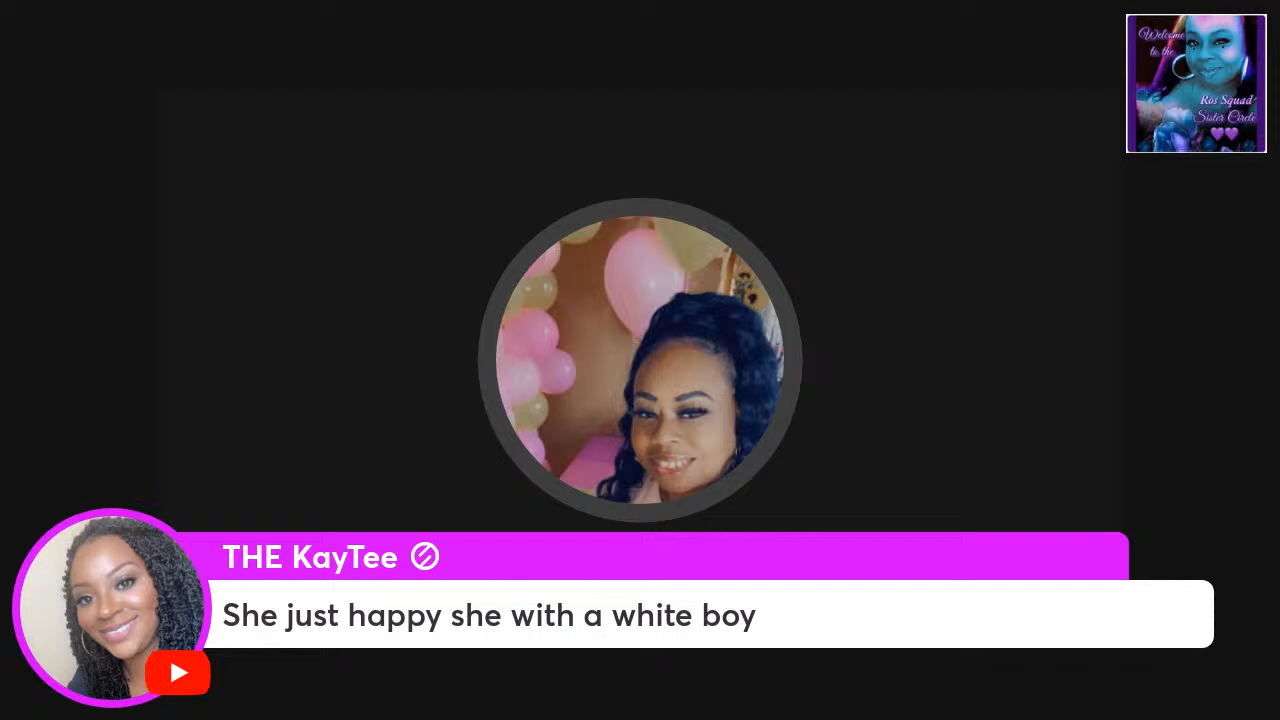 Welcome
to the
Ros Squad
Sister Circle
THE KayTee
She just happy she with a white boy